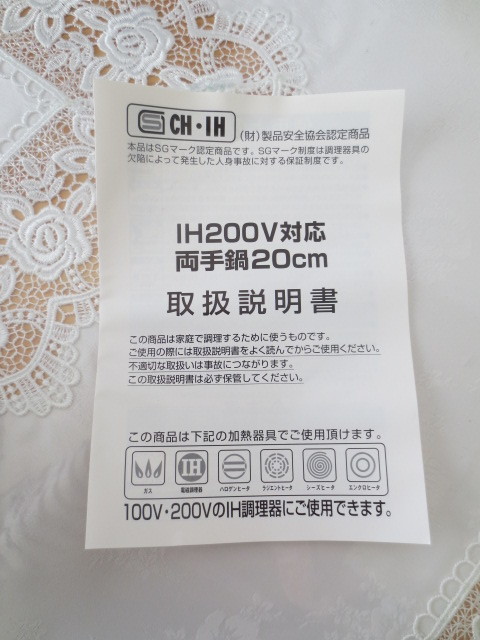 CH・IH (財)製品安全協会認定商品
本品はSGマーク認定商品です。SGマーク制度は調理器具の
欠陥によって発生した人身事故に対する保証制度です。
IH200V対応
両手鍋20cm
取扱説明書
この商品は家庭で調理するために使うものです。
ご使用の際には取扱説明書をよく読んでからご使用ください。
不適切な取扱いは事故につながります。
この取扱説明書は必ず保管してください。
この商品は下記の加熱器具でご使用頂けます。
IH
ガス 電磁調理器 ハロゲンヒータ ラジエントヒータ シーズヒータ エンクロヒータ
100V・200VのIH調理器にご使用できます。